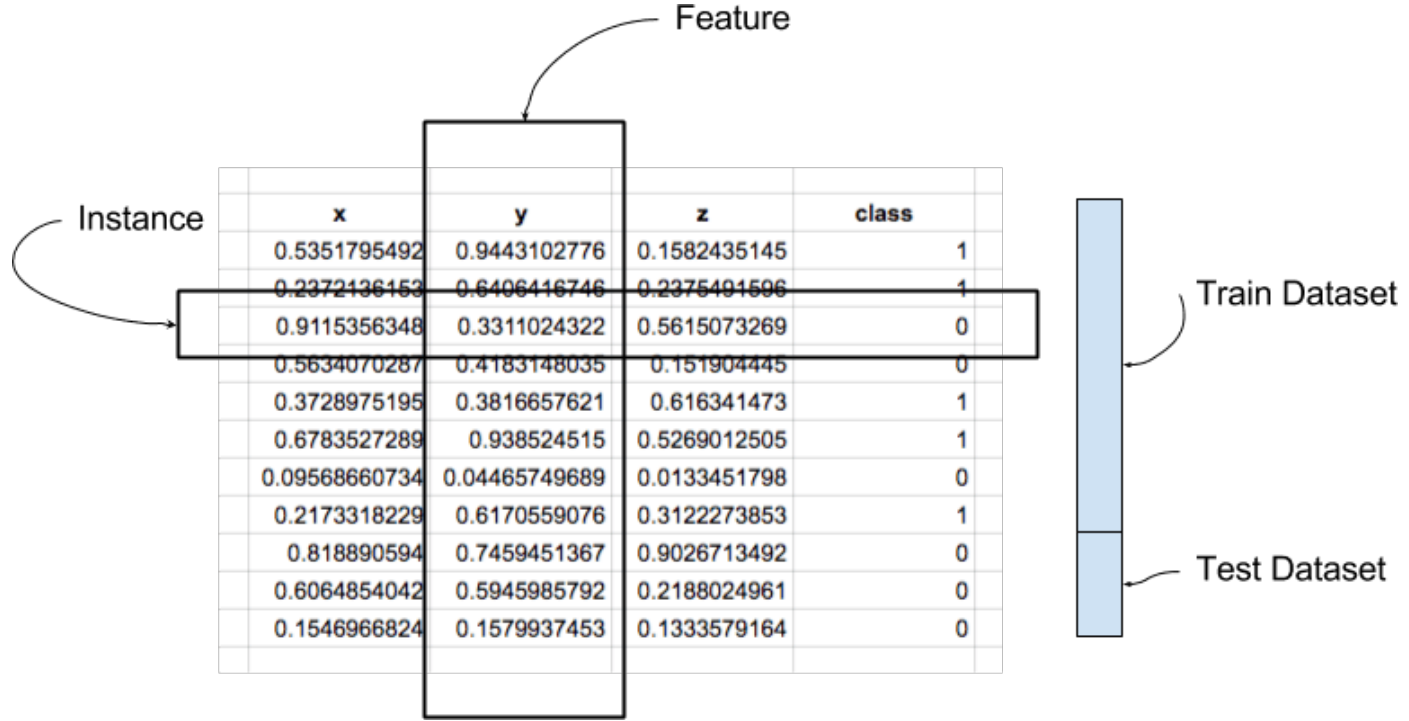 Feature
Instance
x y z class
0.5351795492 0.9443102776 0.1582435145 1
0.2372136153 0.6406416746 0.2375491596 1
0.9115356348 0.3311024322 0.5615073269 0
0.5634070287 0.4183148035 0.151904445 0
0.3728975195 0.3816657621 0.616341473 1
0.6783527289 0.938524515 0.5269012505 1
0.09568660734 0.04465749689 0.0133451798 0
0.2173318229 0.6170559076 0.3122273853 1
0.818890594 0.7459451367 0.9026713492 0
0.6064854042 0.5945985792 0.2188024961 0
0.1546966824 0.1579937453 0.1333579164 0
Train Dataset
Test Dataset